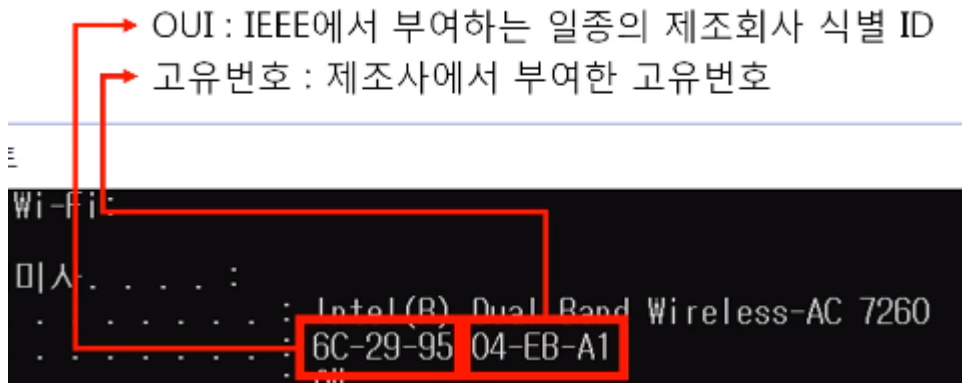 OUI : IEEE에서 부여하는 일종의 제조회사 식별 ID
고유번호 : 제조사에서 부여한 고유번호
Wi-Fi:
미사. . . . :
. . . . . . . : Intel(R) Dual Band Wireless-AC 7260
. . . . . . . : 6C-29-95 04-EB-A1